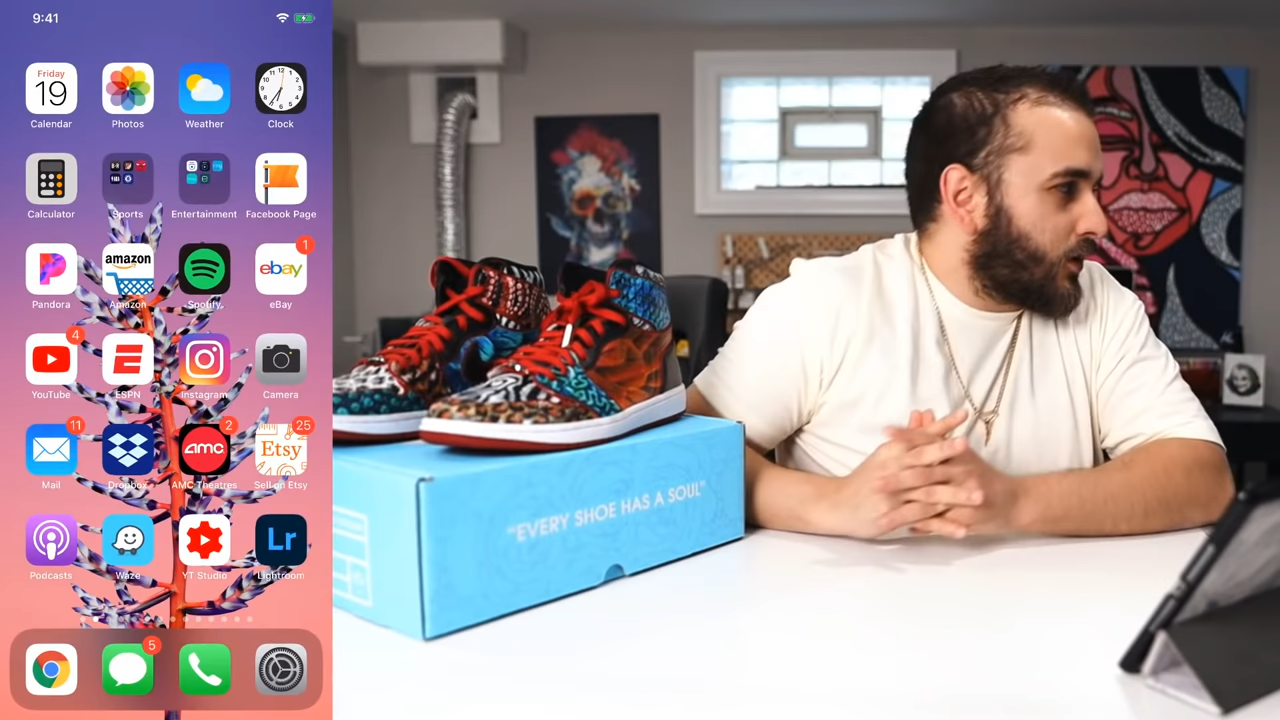 9:41
Friday
19
Calendar
Photos
Weather
Clock
Calculator
Sports
Entertainment
Facebook Page
1
Pandora
amazon
Amazon
Spotify
ebay
eBay
4
YouTube
ESPN
Instagram
Camera
11
2
25
amc
Etsy
Mail
Dropbox
AMC Theatres
Sell on Etsy
Lr
Podcasts
Waze
YT Studio
Lightroom
5
"EVERY SHOE HAS A SOUL"